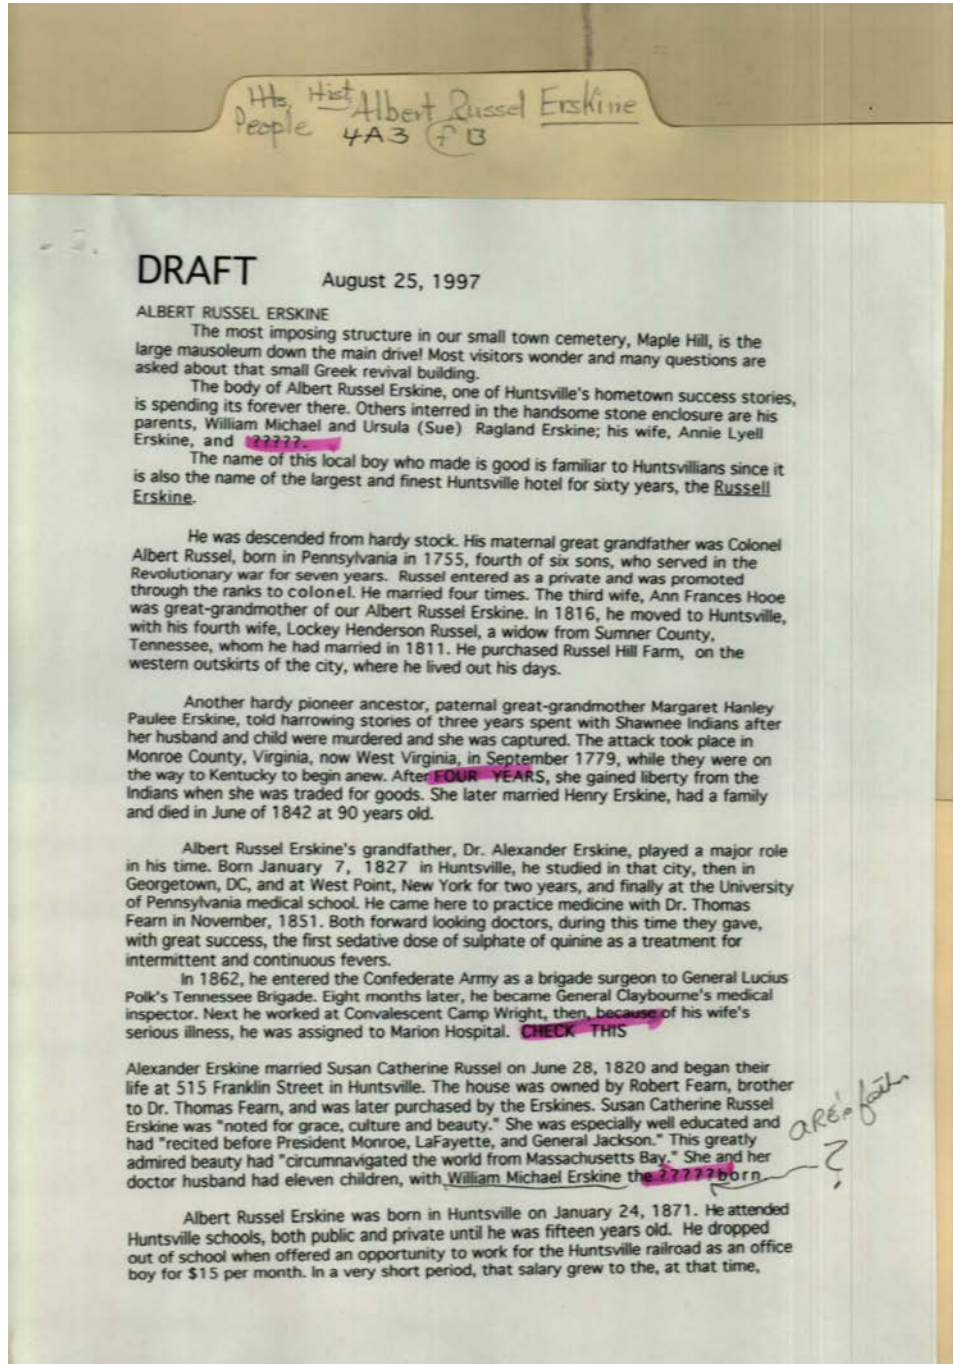 Hts. Hist Albert Russel Erskine
People 4A3 f B
DRAFT August 25, 1997
ALBERT RUSSEL ERSKINE
The most imposing structure in our small town cemetery, Maple Hill, is the
large mausoleum down the main drive! Most visitors wonder and many questions are
asked about that small Greek revival building.
The body of Albert Russel Erskine, one of Huntsville's hometown success stories,
is spending its forever there. Others interred in the handsome stone enclosure are his
parents, William Michael and Ursula (Sue) Ragland Erskine; his wife, Annie Lyell
Erskine, and ?????.
The name of this local boy who made is good is familiar to Huntsvillians since it
is also the name of the largest and finest Huntsville hotel for sixty years, the Russell
Erskine.
He was descended from hardy stock. His maternal great grandfather was Colonel
Albert Russel, born in Pennsylvania in 1755, fourth of six sons, who served in the
Revolutionary war for seven years. Russel entered as a private and was promoted
through the ranks to colonel. He married four times. The third wife, Ann Frances Hooe
was great-grandmother of our Albert Russel Erskine. In 1816, he moved to Huntsville,
with his fourth wife, Lockey Henderson Russel, a widow from Sumner County,
Tennessee, whom he had married in 1811. He purchased Russel Hill Farm, on the
western outskirts of the city, where he lived out his days.
Another hardy pioneer ancestor, paternal great-grandmother Margaret Hanley
Paulee Erskine, told harrowing stories of three years spent with Shawnee Indians after
her husband and child were murdered and she was captured. The attack took place in
Monroe County, Virginia, now West Virginia, in September 1779, while they were on
the way to Kentucky to begin anew. After FOUR YEARS, she gained liberty from the
Indians when she was traded for goods. She later married Henry Erskine, had a family
and died in June of 1842 at 90 years old.
Albert Russel Erskine's grandfather, Dr. Alexander Erskine, played a major role
in his time. Born January 7, 1827 in Huntsville, he studied in that city, then in
Georgetown, DC, and at West Point, New York for two years, and finally at the University
of Pennsylvania medical school. He came here to practice medicine with Dr. Thomas
Fearn in November, 1851. Both forward looking doctors, during this time they gave,
with great success, the first sedative dose of sulphate of quinine as a treatment for
intermittent and continuous fevers.
In 1862, he entered the Confederate Army as a brigade surgeon to General Lucius
Polk's Tennessee Brigade. Eight months later, he became General Claybourne's medical
inspector. Next he worked at Convalescent Camp Wright, then, because of his wife's
serious illness, he was assigned to Marion Hospital. CHECK THIS
Alexander Erskine married Susan Catherine Russel on June 28, 1820 and began their
life at 515 Franklin Street in Huntsville. The house was owned by Robert Fearn, brother
to Dr. Thomas Fearn, and was later purchased by the Erskines. Susan Catherine Russel
Erskine was "noted for grace, culture and beauty." She was especially well educated and
had "recited before President Monroe, LaFayette, and General Jackson." This greatly
admired beauty had "circumnavigated the world from Massachusetts Bay." She and her
doctor husband had eleven children, with William Michael Erskine the ?????born.
ARE's father
?
Albert Russel Erskine was born in Huntsville on January 24, 1871. He attended
Huntsville schools, both public and private until he was fifteen years old. He dropped
out of school when offered an opportunity to work for the Huntsville railroad as an office
boy for $15 per month. In a very short period, that salary grew to the, at that time,